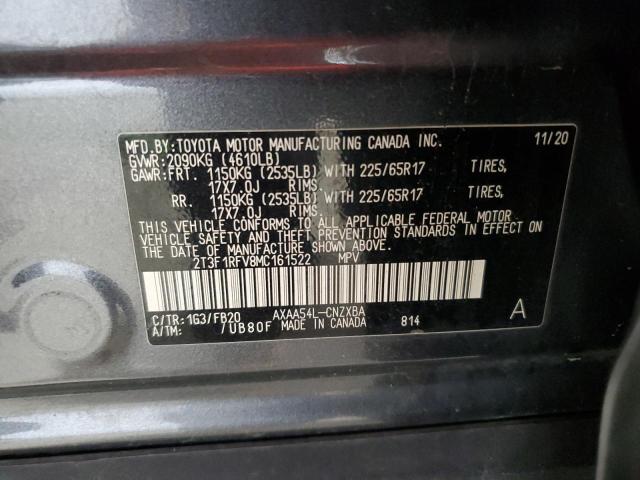 MFD.BY:TOYOTA MOTOR MANUFACTURING CANADA INC. 11/20
GVWR:2090KG (4610LB)
GAWR:FRT. 1150KG (2535LB) WITH 225/65R17 TIRES,
17X7.0J RIMS,
RR. 1150KG (2535LB) WITH 225/65R17 TIRES,
17X7.0J RIMS.
THIS VEHICLE CONFORMS TO ALL APPLICABLE FEDERAL MOTOR
VEHICLE SAFETY AND THEFT PREVENTION STANDARDS IN EFFECT
ON THE DATE OF MANUFACTURE SHOWN ABOVE.
2T3F1RFV8MC161522 MPV
C/TR:1G3/FB20 AXAA54L-CNZXBA A
A/TM: /UB80F MADE IN CANADA 814